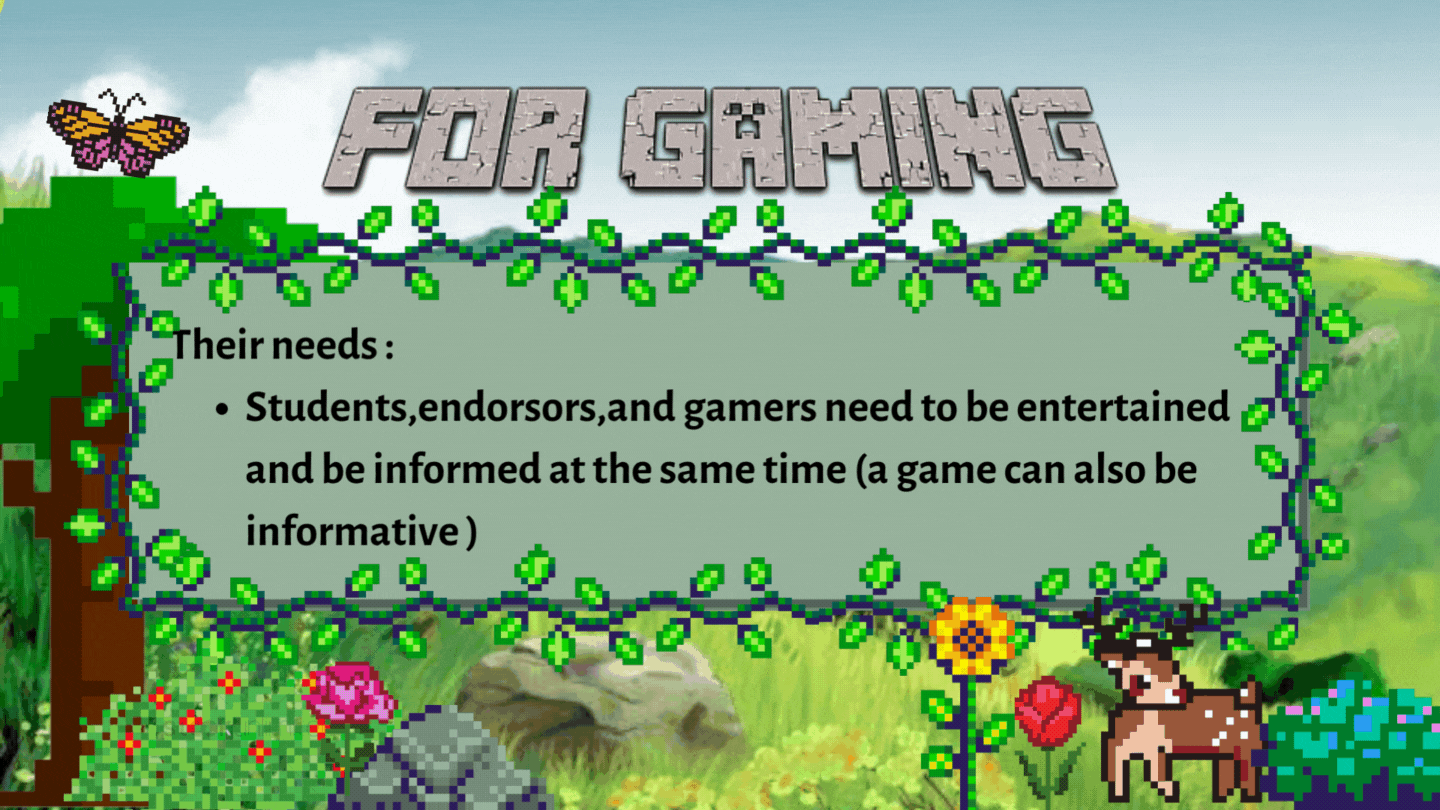 FOR GAMING
Their needs :
• Students,endorsors,and gamers need to be entertained
and be informed at the same time (a game can also be
informative )